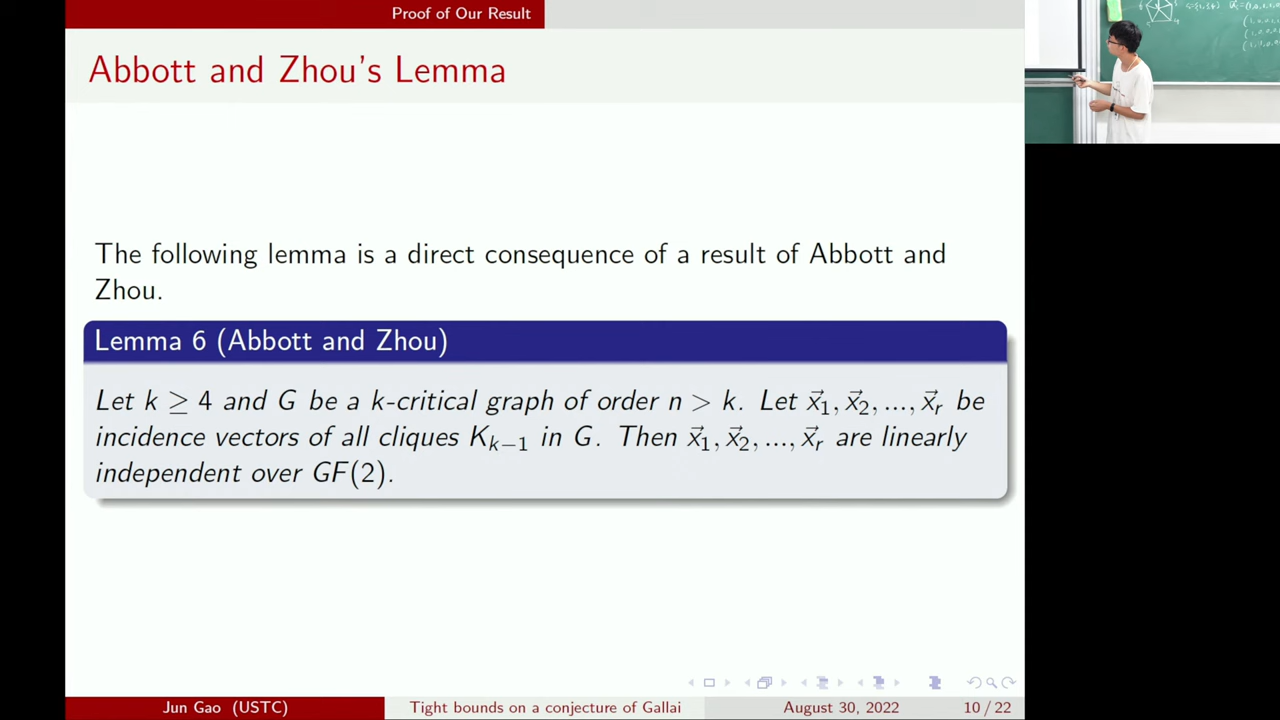 Proof of Our Result
Abbott and Zhou's Lemma
The following lemma is a direct consequence of a result of Abbott and
Zhou.
Lemma 6 (Abbott and Zhou)
Let k ≥ 4 and G be a k-critical graph of order n > k. Let x⃗₁, x⃗₂, ..., x⃗ᵣ be
incidence vectors of all cliques Kₖ₋₁ in G. Then x⃗₁, x⃗₂, ..., x⃗ᵣ are linearly
independent over GF(2).
Jun Gao (USTC)
Tight bounds on a conjecture of Gallai
August 30, 2022
10 / 22